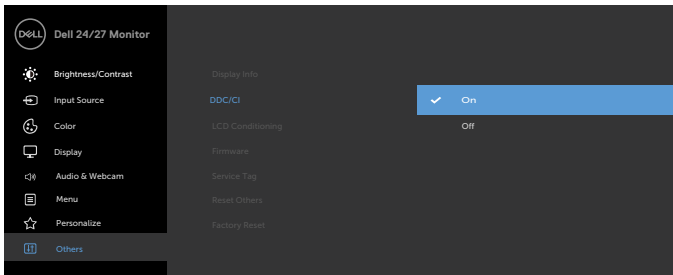 DELL Dell 24/27 Monitor
Brightness/Contrast
Input Source
Color
Display
Audio & Webcam
Menu
Personalize
Others
Display Info
DDC/CI
LCD Conditioning
Firmware
Service Tag
Reset Others
Factory Reset
On
Off